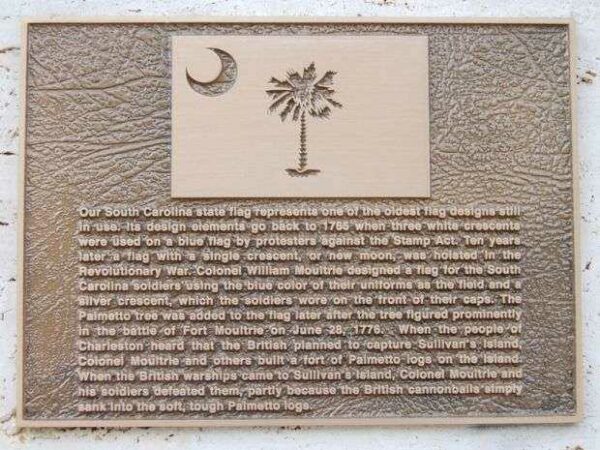 Our South Carolina state flag represents one of the oldest flag designs still
in use. Its design elements go back to 1765 when three white crescents
were used on a blue flag by protesters against the Stamp Act. Ten years
later a flag with a single crescent, or new moon, was hoisted in the
Revolutionary War. Colonel William Moultrie designed a flag for the South
Carolina soldiers using the blue color of their uniforms as the field and a
silver crescent, which the soldiers wore on the front of their caps. The
Palmetto tree was added to the flag later after the tree figured prominently
in the battle of Fort Moultrie on June 28, 1776. When the people of
Charleston heard that the British planned to capture Sullivan's Island,
Colonel Moultrie and others built a fort of Palmetto logs on the island.
When the British warships came to Sullivan's Island, Colonel Moultrie and
his soldiers defeated them, partly because the British cannonballs simply
sank into the soft, tough Palmetto logs.